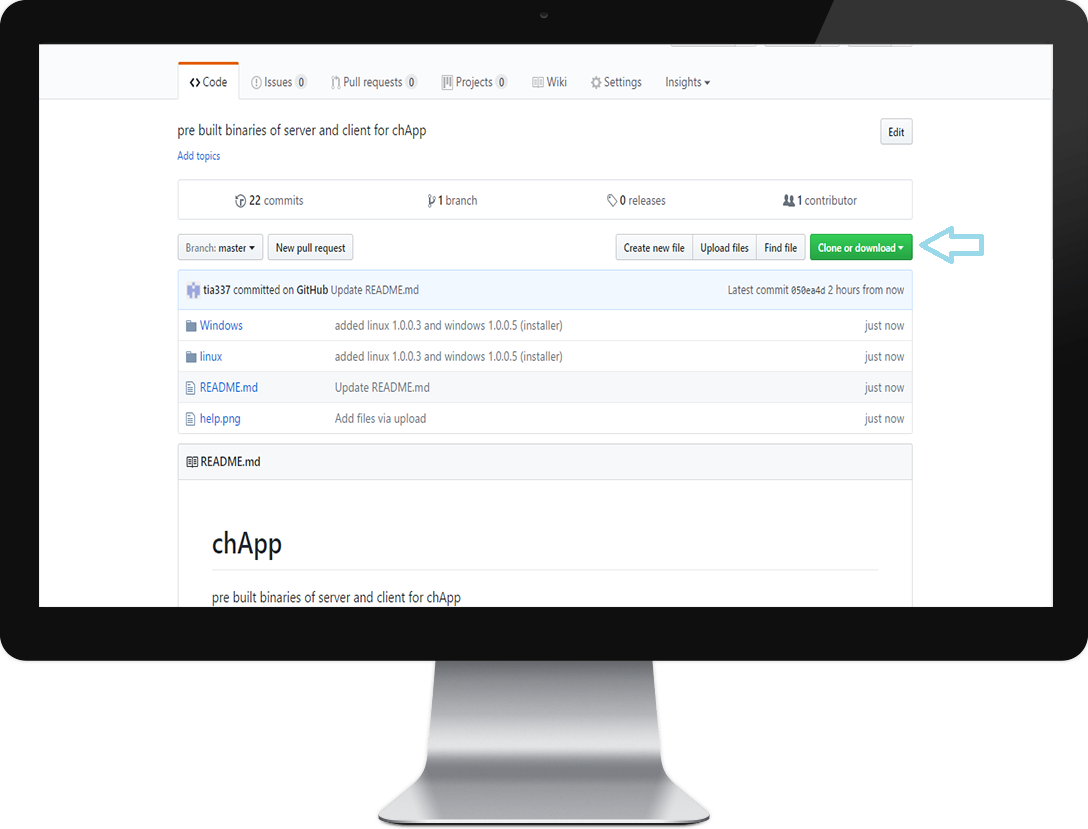 Code Issues 0 Pull requests 0 Projects 0 Wiki Settings Insights
pre built binaries of server and client for chApp Edit
Add topics
22 commits 1 branch 0 releases 1 contributor
Branch: master New pull request Create new file Upload files Find file Clone or download
tia337 committed on GitHub Update README.md Latest commit 050ea4d 2 hours from now
Windows added linux 1.0.0.3 and windows 1.0.0.5 (installer) just now
linux added linux 1.0.0.3 and windows 1.0.0.5 (installer) just now
README.md Update README.md just now
help.png Add files via upload just now
README.md
chApp
pre built binaries of server and client for chApp